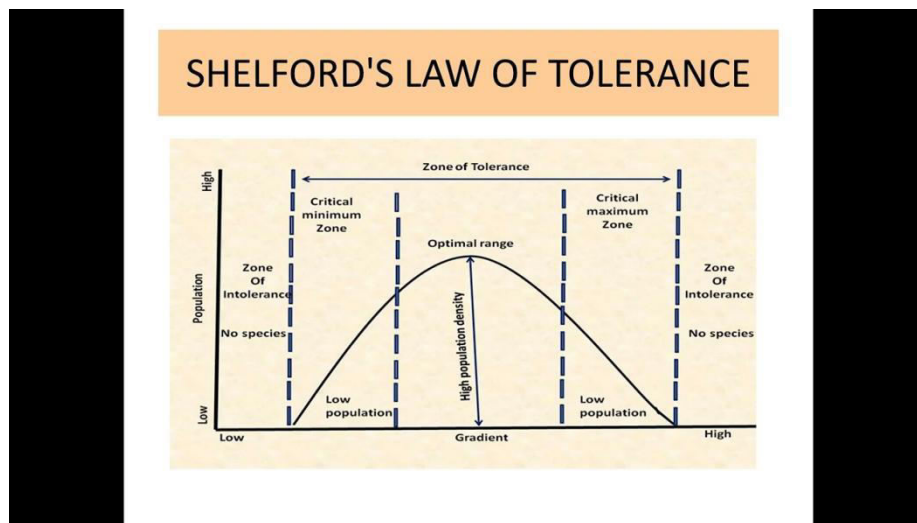 SHELFORD'S LAW OF TOLERANCE
Zone of Tolerance
High
Population
Low
Critical
minimum
Zone
Critical
maximum
Zone
Optimal range
Zone
Of
Intolerance
No species
Zone
Of
Intolerance
No species
High population density
Low
population
Low
population
Low
Gradient
High